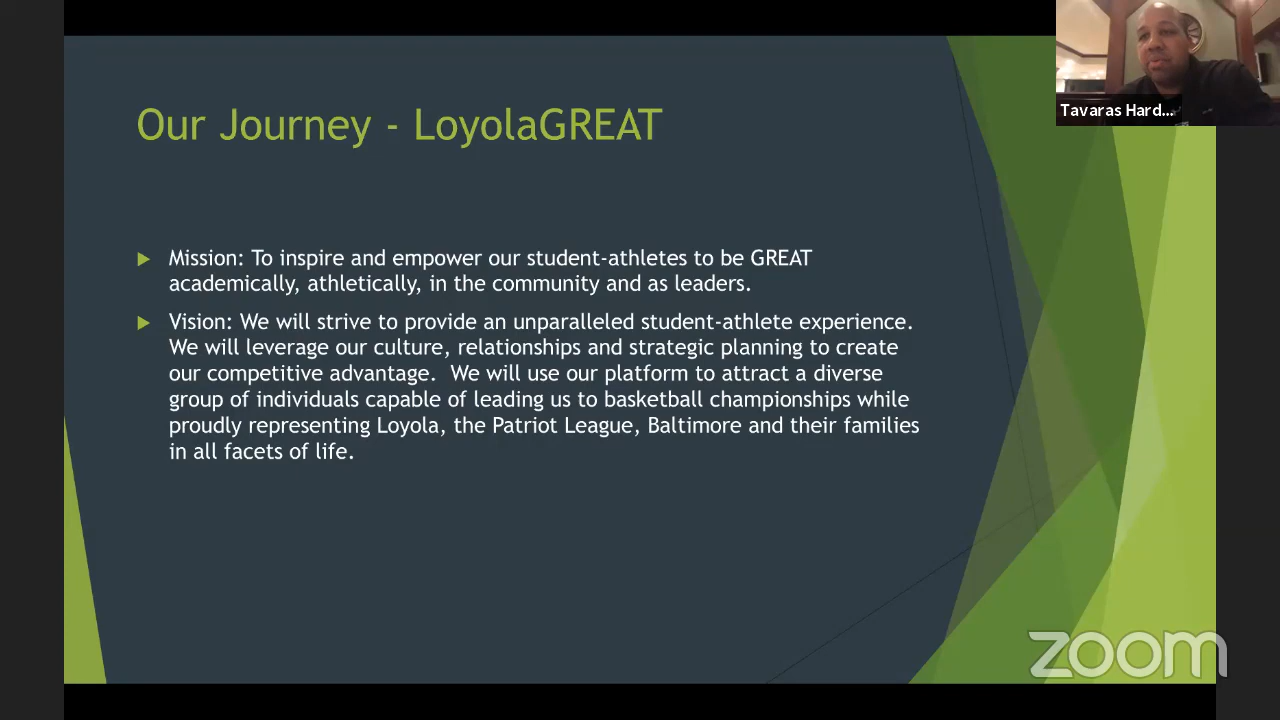 Our Journey - LoyolaGREAT
Mission: To inspire and empower our student-athletes to be GREAT
academically, athletically, in the community and as leaders.
Vision: We will strive to provide an unparalleled student-athlete experience.
We will leverage our culture, relationships and strategic planning to create
our competitive advantage.  We will use our platform to attract a diverse
group of individuals capable of leading us to basketball championships while
proudly representing Loyola, the Patriot League, Baltimore and their families
in all facets of life.
Tavaras Hard...
zoom